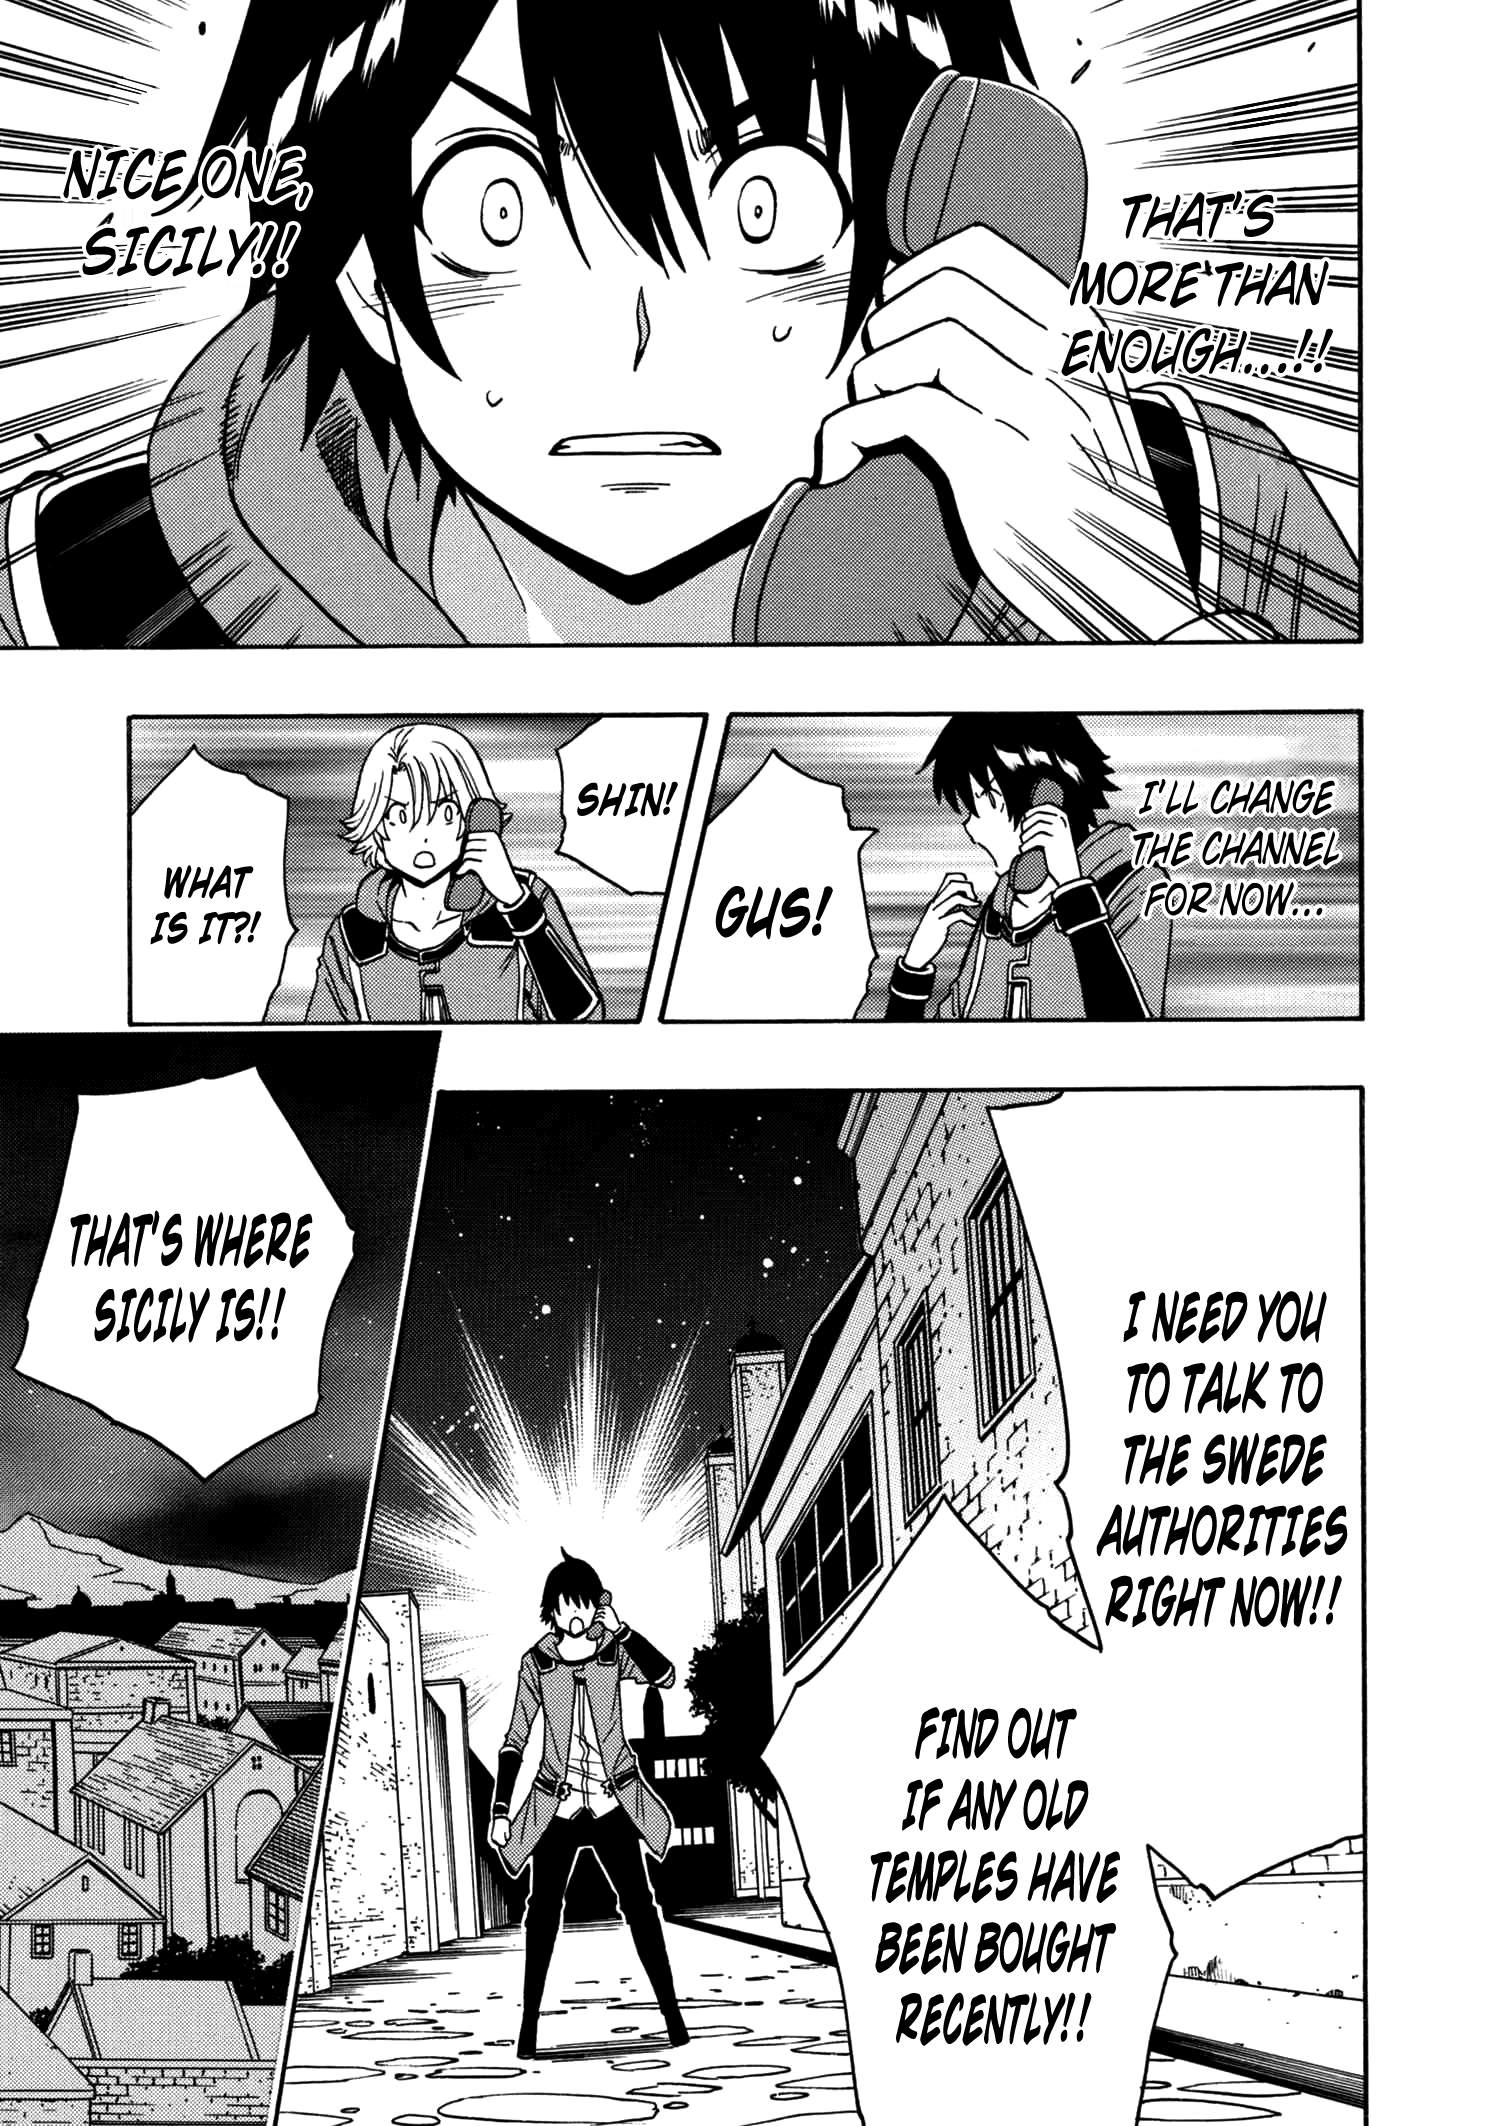 THAT'S
MORE THAN
ENOUGH...!!
NICE ONE,
SICILY!!
I'LL CHANGE
THE CHANNEL
FOR NOW...
GUS!
SHIN!
WHAT
IS IT?!
I NEED YOU
TO TALK TO
THE SWEDE
AUTHORITIES
RIGHT NOW!!
FIND OUT
IF ANY OLD
TEMPLES HAVE
BEEN BOUGHT
RECENTLY!!
THAT'S WHERE
SICILY IS!!